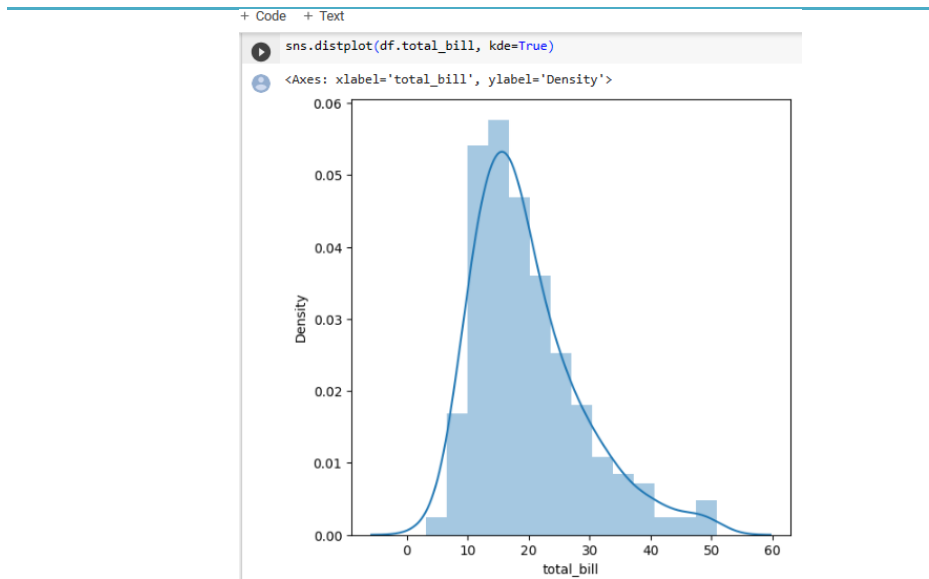 + Code + Text
sns.distplot(df.total_bill, kde=True)
<Axes: xlabel='total_bill', ylabel='Density'>
0.06
0.05
0.04
0.03
0.02
0.01
0.00
Density
0 10 20 30 40 50 60
total_bill